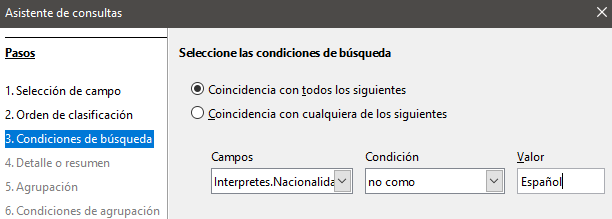 Asistente de consultas
Pasos
1. Selección de campo
2. Orden de clasificación
3. Condiciones de búsqueda
4. Detalle o resumen
5. Agrupación
6. Condiciones de agrupación
Seleccione las condiciones de búsqueda
Coincidencia con todos los siguientes
Coincidencia con cualquiera de los siguientes
Campos Condición Valor
Interpretes.Nacionalida no como Español